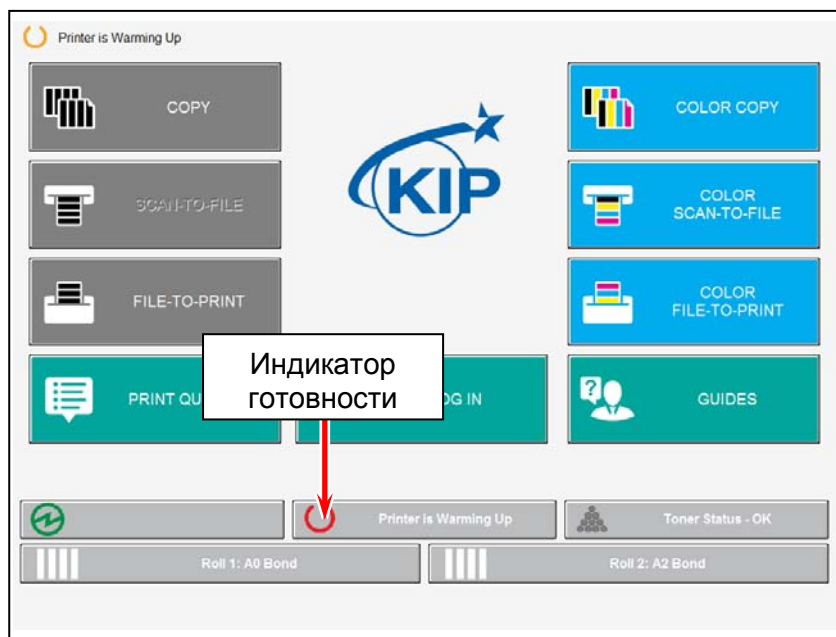 Printer is Warming Up
COPY
KIP
COLOR COPY
SCAN-TO-FILE
COLOR
SCAN-TO-FILE
FILE-TO-PRINT
COLOR
FILE-TO-PRINT
Индикатор
готовности
PRINT QU
OG IN
?
GUIDES
Printer is Warming Up
Toner Status - OK
Roll 1: A0 Bond
Roll 2: A2 Bond